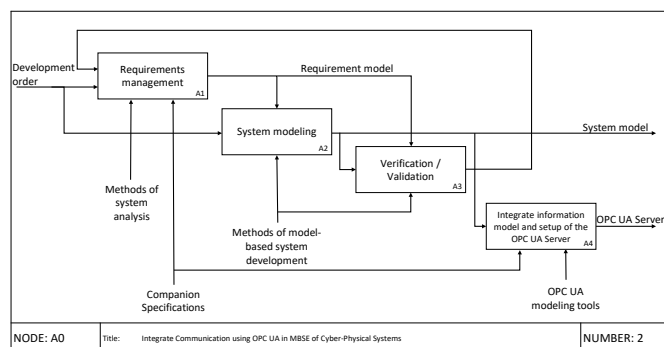 Development
order
Requirements
management
A1
Requirement model
System modeling
A2
System model
Verification /
Validation
A3
Methods of
system
analysis
Integrate information
model and setup of the
OPC UA Server
A4
OPC UA Server
Methods of model-
based system
development
Companion
Specifications
OPC UA
modeling tools
NODE: A0
Title: Integrate Communication using OPC UA in MBSE of Cyber-Physical Systems
NUMBER: 2